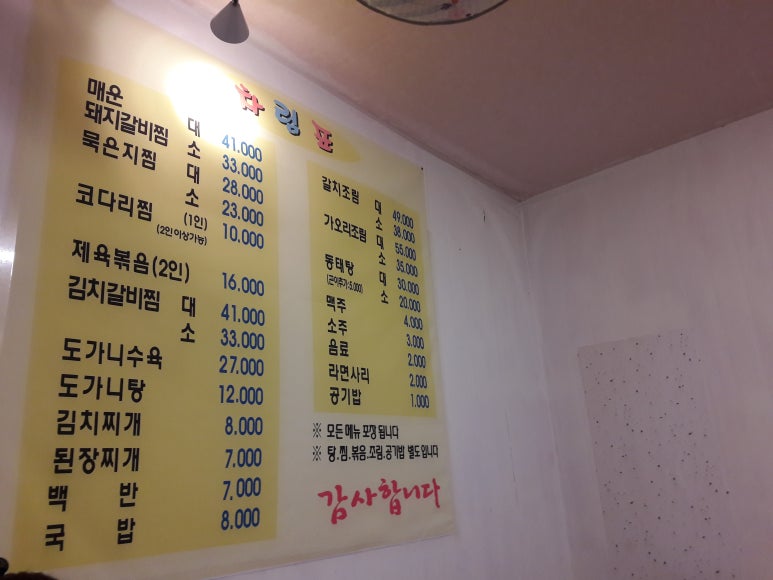 차림표
매운
돼지갈비찜 대 41.000
소 33.000
묵은지찜 대 28.000
소 23.000
코다리찜 (1인) 10.000
(2인이상가능)
제육볶음(2인) 16.000
김치갈비찜 대 41.000
소 33.000
도가니수육 27.000
도가니탕 12.000
김치찌개 8.000
된장찌개 7.000
백반 7.000
국밥 8.000
갈치조림 대 49.000
소 38.000
가오리조림 대 55.000
소 35.000
동태탕 대 30.000
(곤이추가-5.000) 소 20.000
맥주 4.000
소주 3.000
음료 2.000
라면사리 2.000
공기밥 1.000
※ 모든메뉴 포장 됩니다
※ 탕.찜.볶음.조림.공기밥 별도 입니다
감사합니다